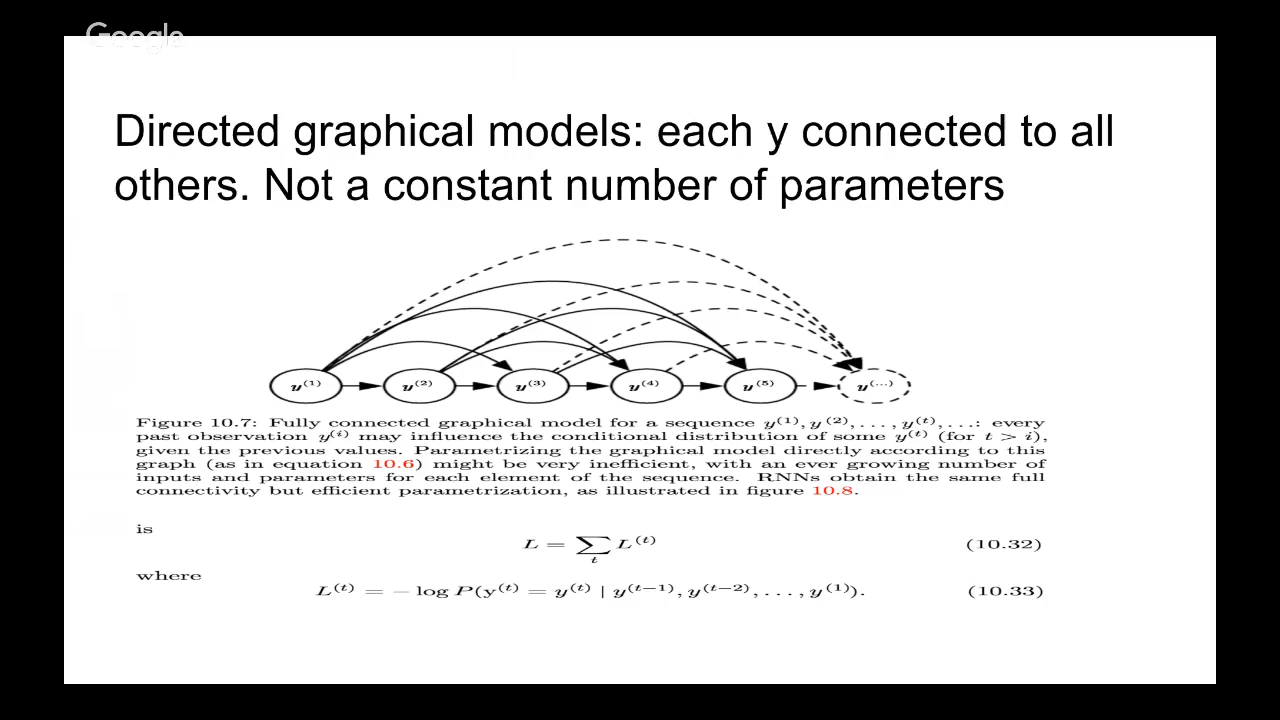 Google
Directed graphical models: each y connected to all
others. Not a constant number of parameters
y(1) y(2) y(3) y(4) y(5) y(...)
Figure 10.7: Fully connected graphical model for a sequence y(1), y(2), . . . , y(t), . . .: every
past observation y(i) may influence the conditional distribution of some y(t) (for t > i),
given the previous values. Parametrizing the graphical model directly according to this
graph (as in equation 10.6) might be very inefficient, with an ever growing number of
inputs and parameters for each element of the sequence. RNNs obtain the same full
connectivity but efficient parametrization, as illustrated in figure 10.8.
is
L = ∑t L(t) (10.32)
where
L(t) = − log P(y(t) = y(t) | y(t−1), y(t−2), . . . , y(1)). (10.33)